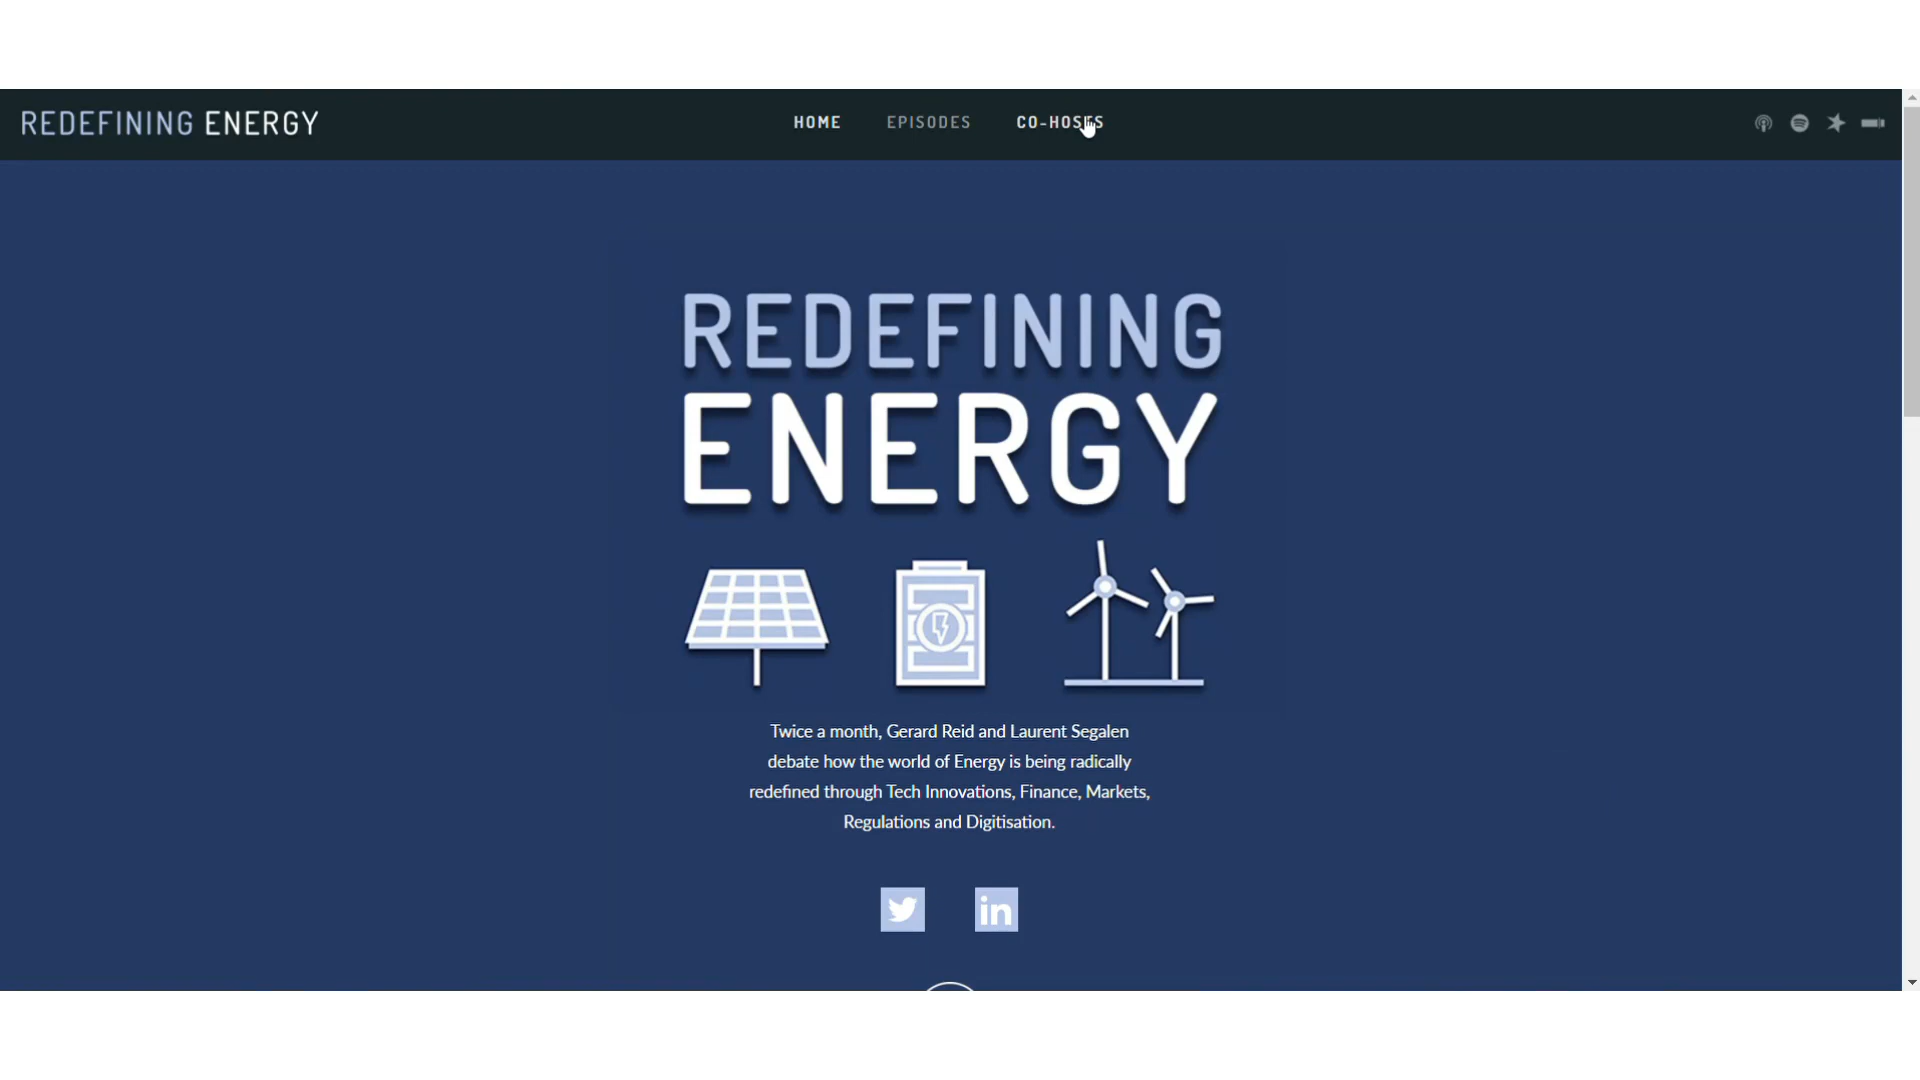 REDEFINING ENERGY
HOME
EPISODES
CO-HOSTS
REDEFINING
ENERGY
Twice a month, Gerard Reid and Laurent Segalen
debate how the world of Energy is being radically
redefined through Tech Innovations, Finance, Markets,
Regulations and Digitisation.
in